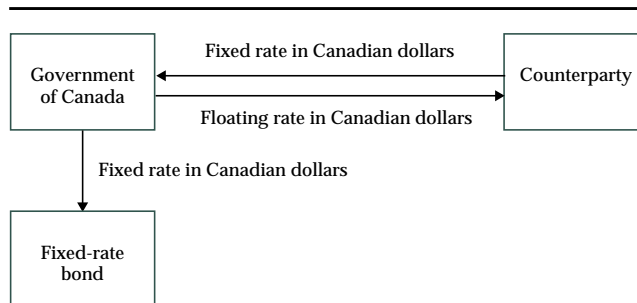 Fixed rate in Canadian dollars
Government
of Canada
Counterparty
Floating rate in Canadian dollars
Fixed rate in Canadian dollars
Fixed-rate
bond